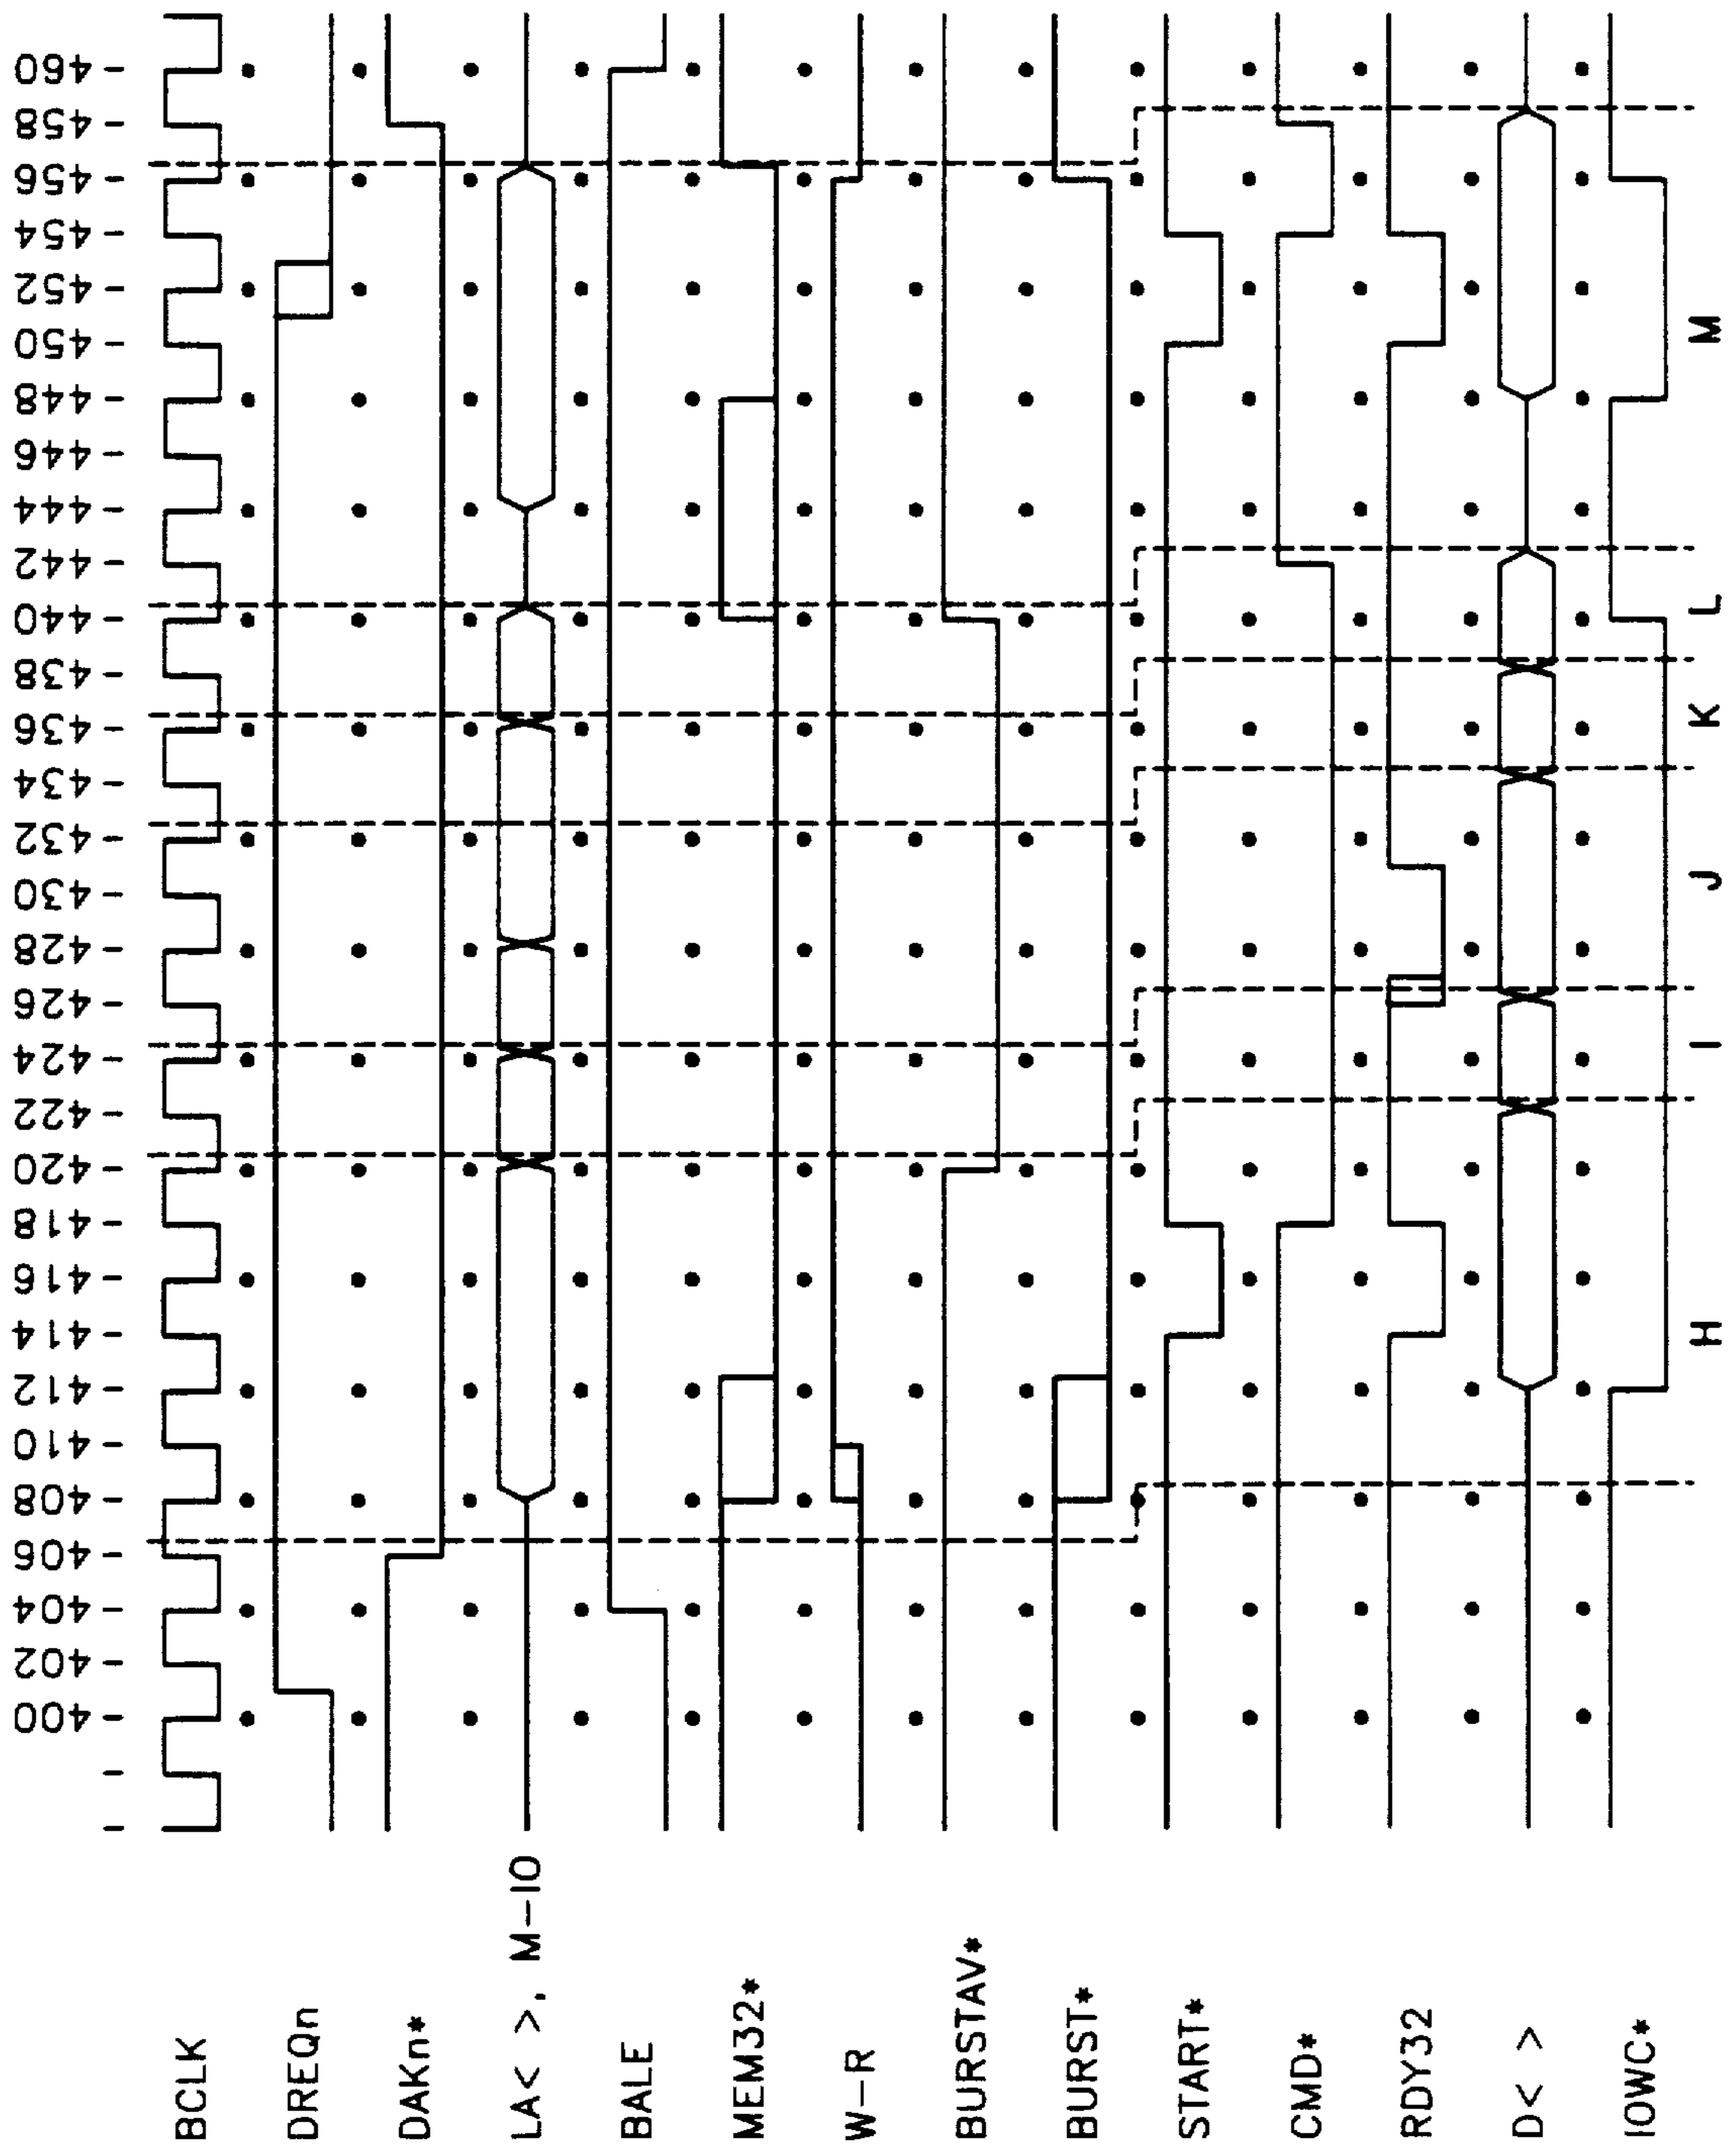 400
402
404
406
408
410
412
414
416
418
420
422
424
426
428
430
432
434
436
438
440
442
444
446
448
450
452
454
456
458
460
BCLK
DREQn
DAKn*
LA< >, M-IO
BALE
MEM32*
W-R
BURSTAV*
BURST*
START*
CMD*
RDY32
D< >
IOWC*
H
I
J
K
L
M